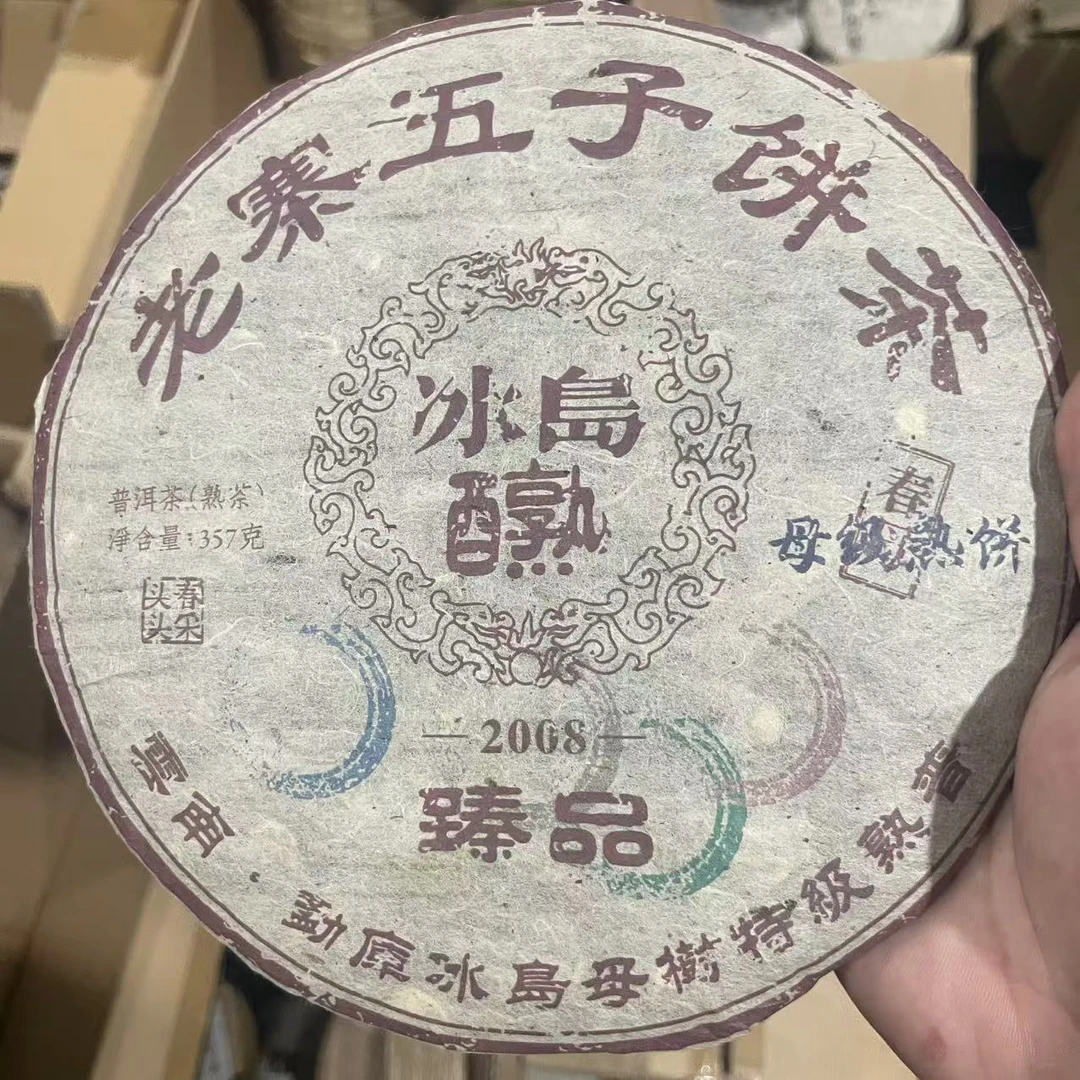 老寨五子饼茶
冰島
醇熟
普洱茶(熟茶)
淨含量:357克
春采
头头
春
母级熟饼
2008
臻品
雲南·勐库冰島母樹特級熟普